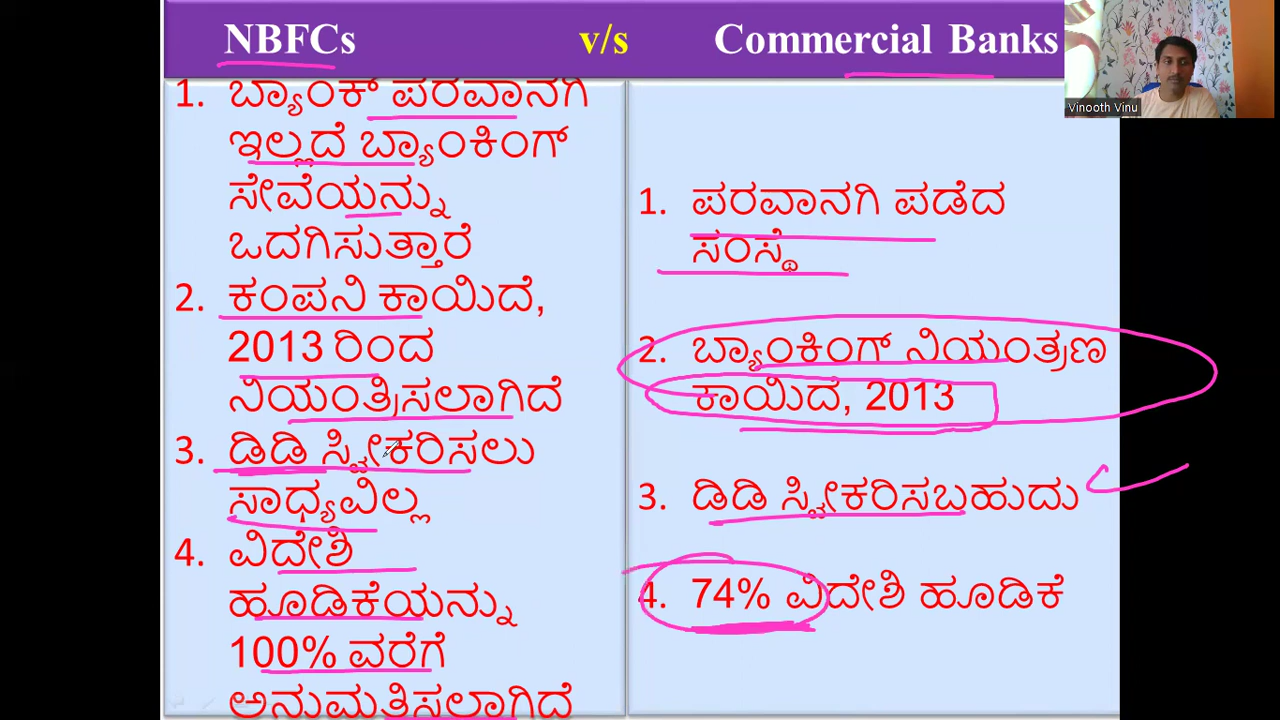 NBFCs v/s Commercial Banks
Vinooth Vinu
1. ಬ್ಯಾಂಕ್ ಪರವಾನಗಿ
ಇಲ್ಲದೆ ಬ್ಯಾಂಕಿಂಗ್
ಸೇವೆಯನ್ನು
ಒದಗಿಸುತ್ತಾರೆ
2. ಕಂಪನಿ ಕಾಯಿದೆ,
2013 ರಿಂದ
ನಿಯಂತ್ರಿಸಲಾಗಿದೆ
3. ಡಿಡಿ ಸ್ವೀಕರಿಸಲು
ಸಾಧ್ಯವಿಲ್ಲ
4. ವಿದೇಶಿ
ಹೂಡಿಕೆಯನ್ನು
100% ವರೆಗೆ
ಅನುಮತಿಸಲಾಗಿದೆ
1. ಪರವಾನಗಿ ಪಡೆದ
ಸಂಸ್ಥೆ
2. ಬ್ಯಾಂಕಿಂಗ್ ನಿಯಂತ್ರಣ
ಕಾಯಿದೆ, 2013
3. ಡಿಡಿ ಸ್ವೀಕರಿಸಬಹುದು
4. 74% ವಿದೇಶಿ ಹೂಡಿಕೆ